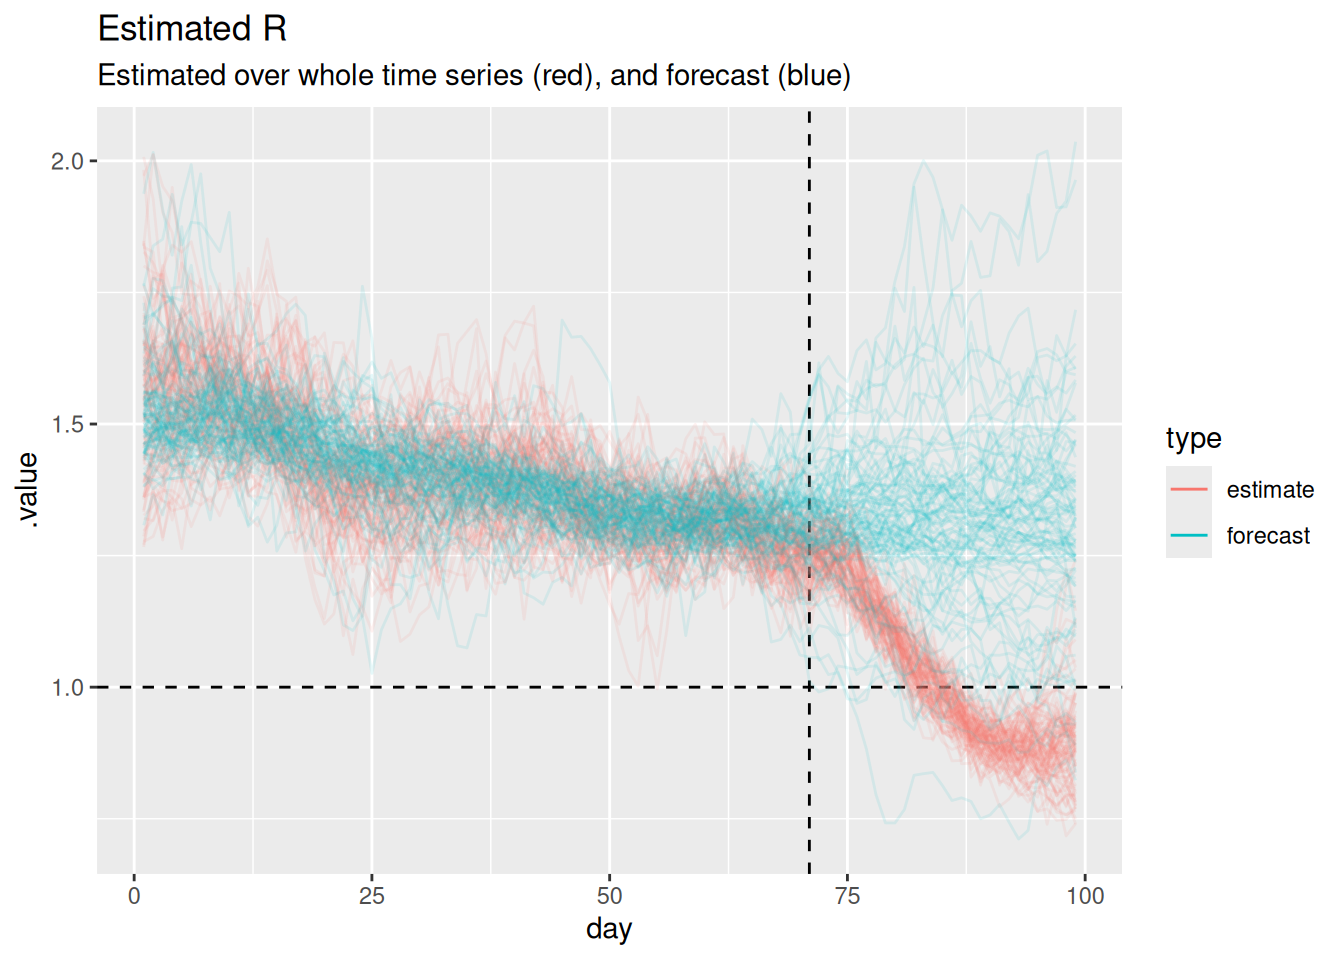 Estimated R
Estimated over whole time series (red), and forecast (blue)
2.0
1.5
1.0
.value
0
25
50
75
100
day
type
estimate
forecast